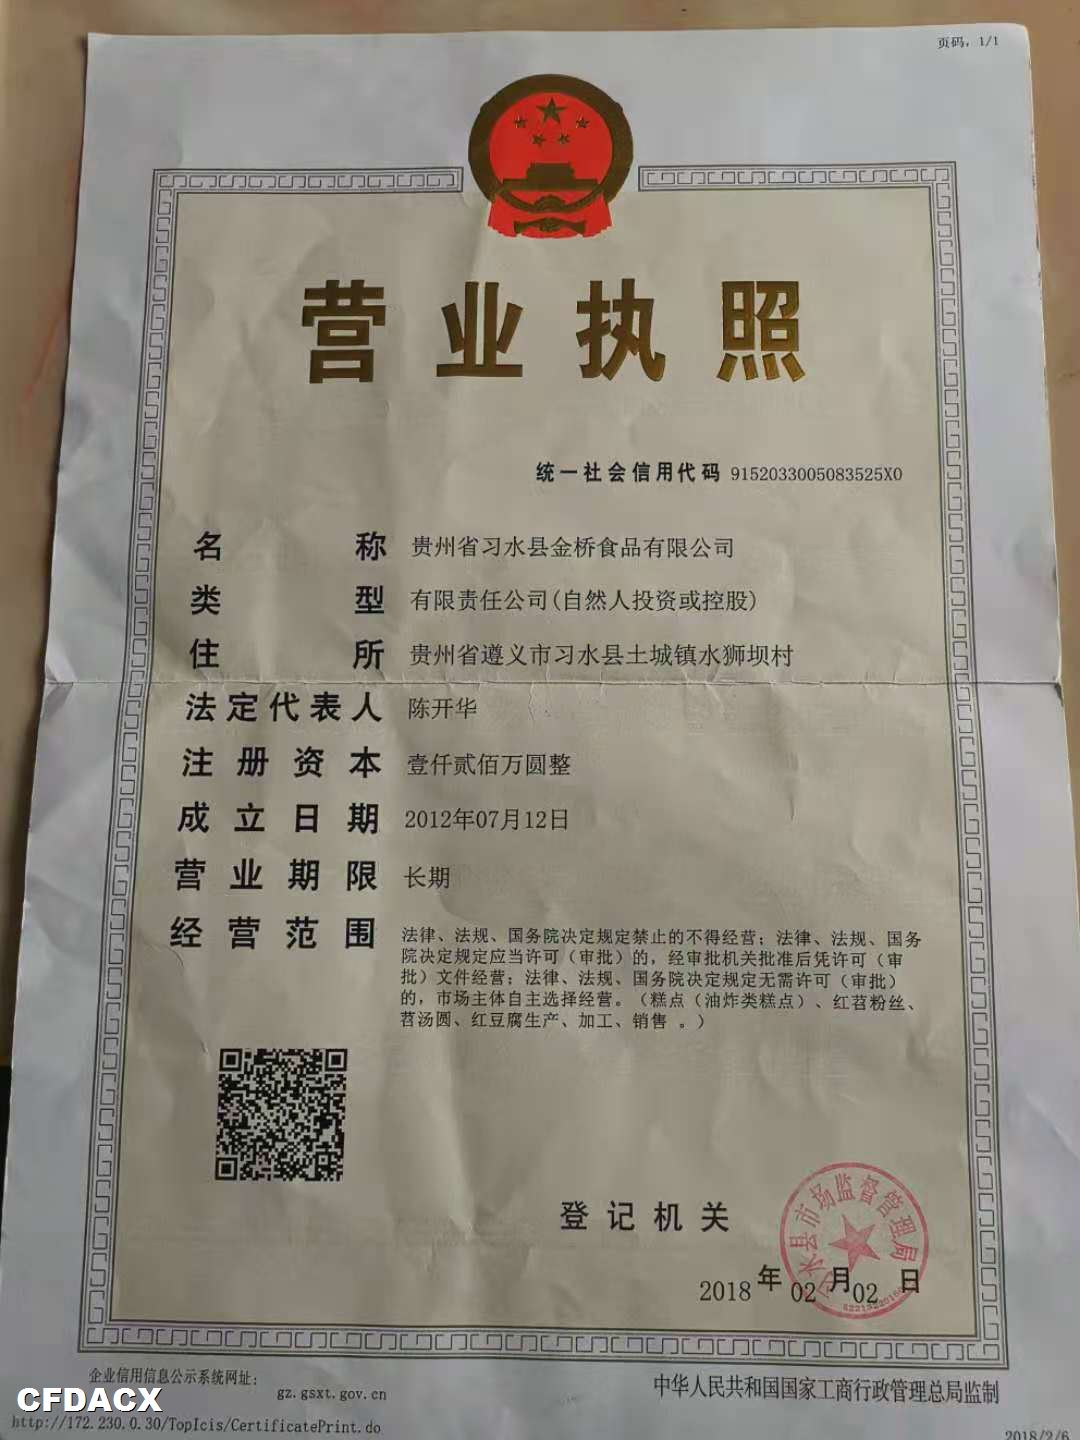 页码，1/1
营业执照
统一社会信用代码 9152033005083525X0
名称 贵州省习水县金桥食品有限公司
类型 有限责任公司(自然人投资或控股)
住所 贵州省遵义市习水县土城镇水狮坝村
法定代表人 陈开华
注册资本 壹仟贰佰万圆整
成立日期 2012年07月12日
营业期限 长期
经营范围 法律、法规、国务院决定规定禁止的不得经营；法律、法规、国务
院决定规定应当许可（审批）的，经审批机关批准后凭许可（审
批）文件经营；法律、法规、国务院决定规定无需许可（审批）
的，市场主体自主选择经营。（糕点（油炸类糕点）、红苕粉丝、
苕汤圆、红豆腐生产、加工、销售 。）
登记机关
习水县市场监督管理局
2018年02月02日
企业信用信息公示系统网址：
gz.gsxt.gov.cn
中华人民共和国国家工商行政管理总局监制
CFDACX
http://172.230.0.30/TopIcis/CertificatePrint.do
2018/2/6